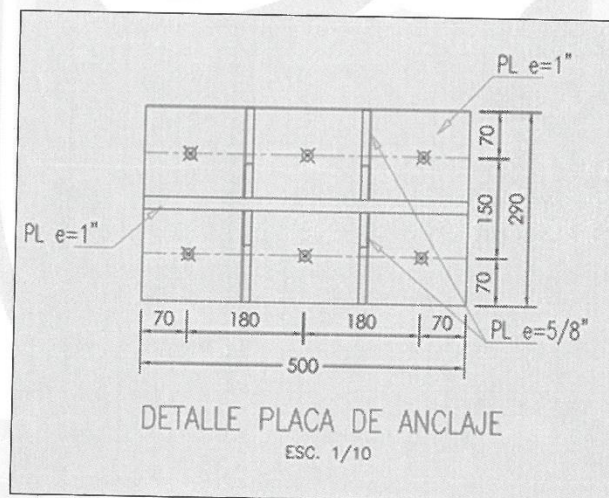 PL e=1"
70
150
290
70
PL e=1"
PL e=5/8"
70
180
180
70
500
DETALLE PLACA DE ANCLAJE
ESC. 1/10